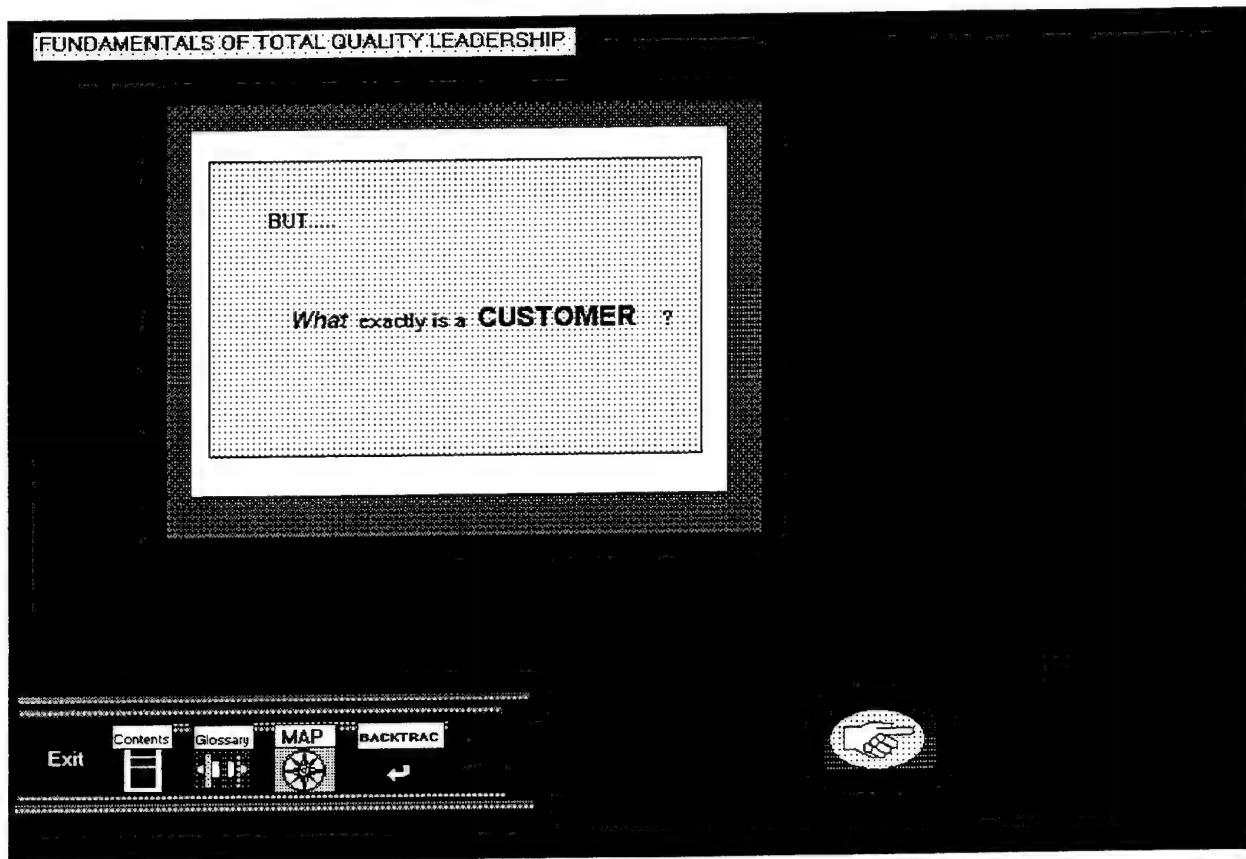 FUNDAMENTALS OF TOTAL QUALITY LEADERSHIP
BUT.....
What exactly is a CUSTOMER ?
Exit
Contents
Glossary
MAP
BACKTRAC